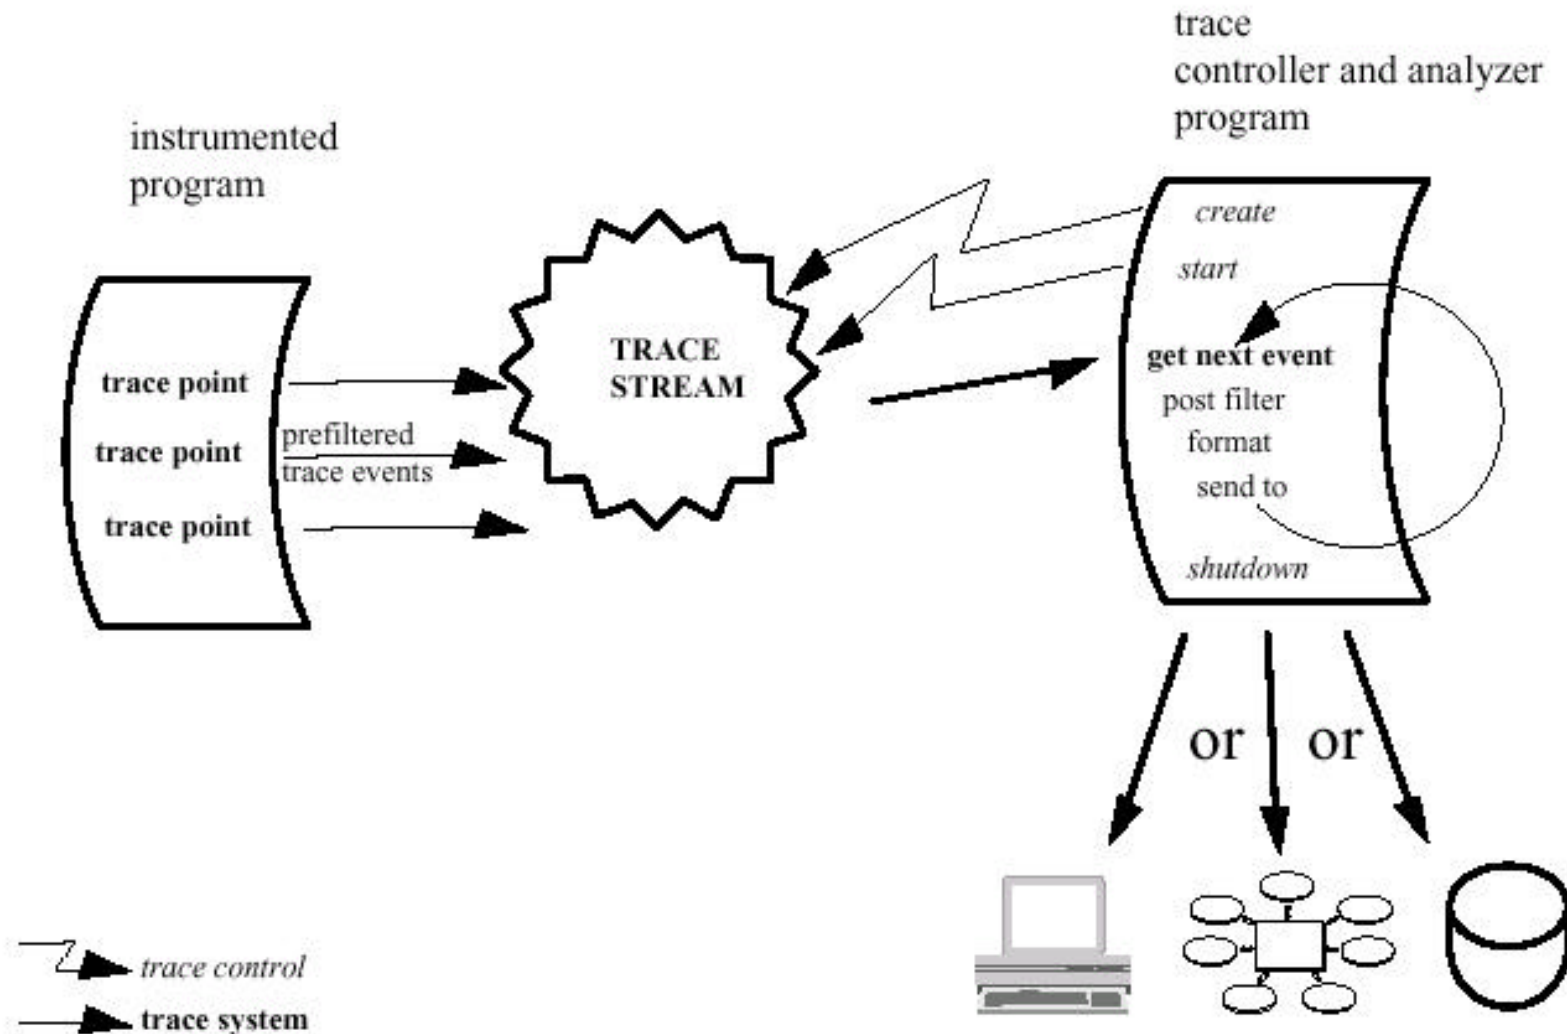 trace
controller and analyzer
program
instrumented
program
create
start
TRACE
STREAM
get next event
trace point
post filter
prefiltered
trace point
format
trace events
send to
trace point
shutdown
or
or
trace control
trace system